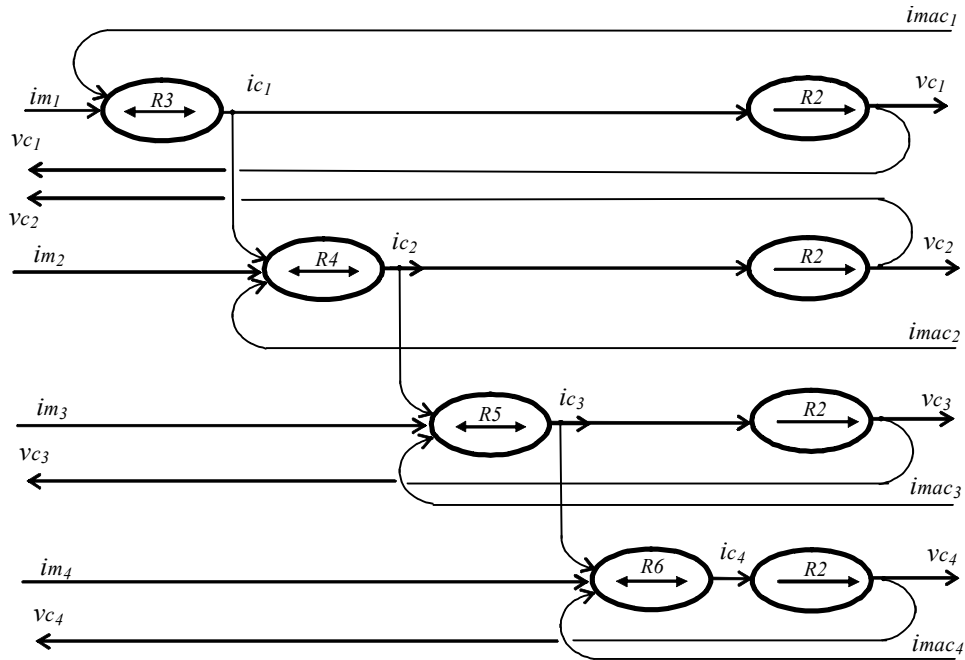 imac1
im1
R3
ic1
R2
vc1
vc1
vc2
im2
R4
ic2
R2
vc2
imac2
im3
R5
ic3
R2
vc3
vc3
imac3
im4
R6
ic4
R2
vc4
vc4
imac4